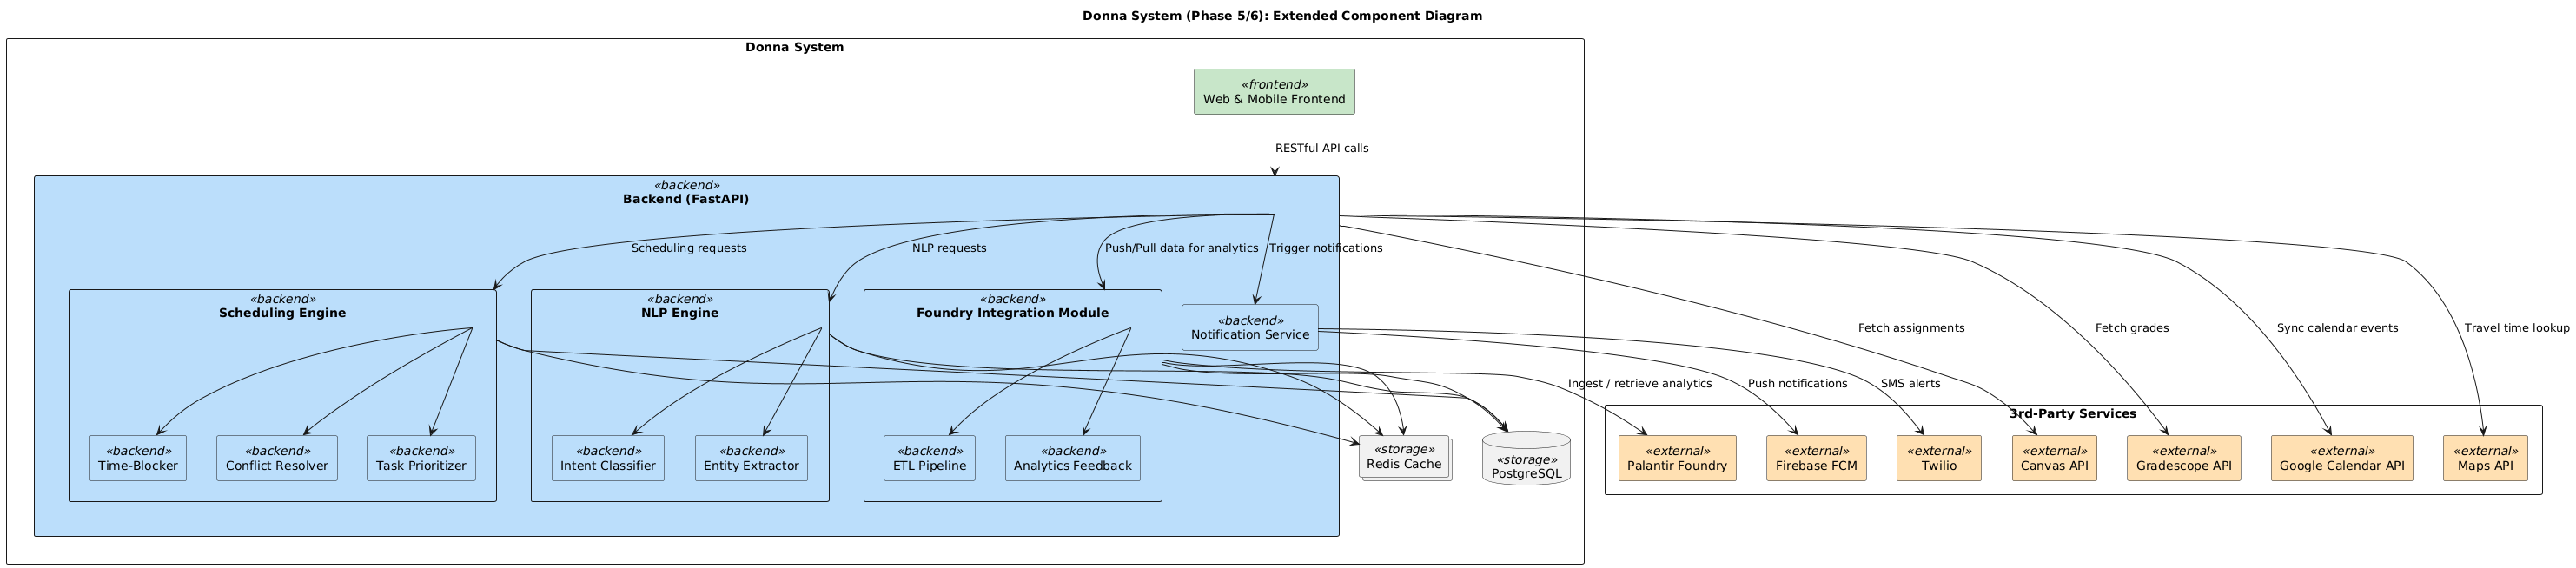 Donna System (Phase 5/6): Extended Component Diagram
Donna System
«frontend»
Web & Mobile Frontend
RESTful API calls
«backend»
Backend (FastAPI)
Scheduling requests
NLP requests
Push/Pull data for analytics
Trigger notifications
«backend»
Scheduling Engine
«backend»
NLP Engine
«backend»
Foundry Integration Module
«backend»
Notification Service
Fetch assignments
Fetch grades
Sync calendar events
Travel time lookup
Ingest / retrieve analytics
Push notifications
SMS alerts
«backend»
Time-Blocker
«backend»
Conflict Resolver
«backend»
Task Prioritizer
«backend»
Intent Classifier
«backend»
Entity Extractor
«backend»
ETL Pipeline
«backend»
Analytics Feedback
«storage»
Redis Cache
«storage»
PostgreSQL
3rd-Party Services
«external»
Palantir Foundry
«external»
Firebase FCM
«external»
Twilio
«external»
Canvas API
«external»
Gradescope API
«external»
Google Calendar API
«external»
Maps API